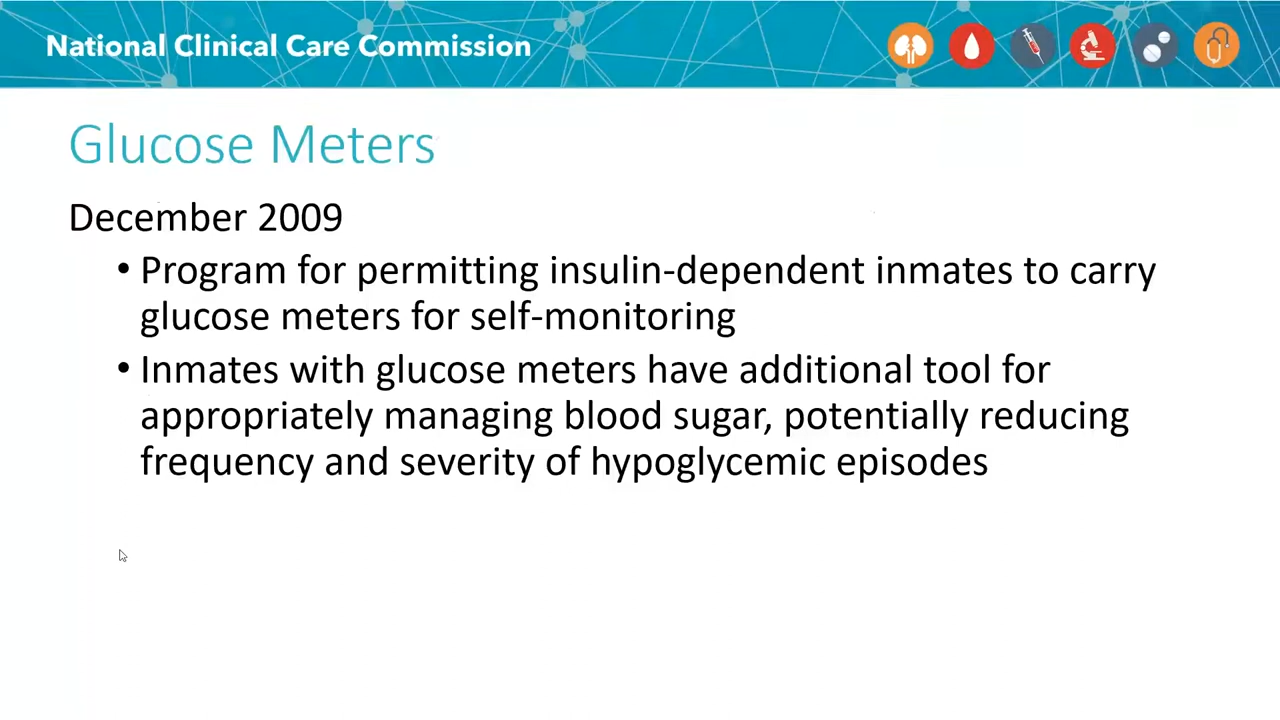 National Clinical Care Commission
Glucose Meters
December 2009
• Program for permitting insulin-dependent inmates to carry
glucose meters for self-monitoring
• Inmates with glucose meters have additional tool for
appropriately managing blood sugar, potentially reducing
frequency and severity of hypoglycemic episodes